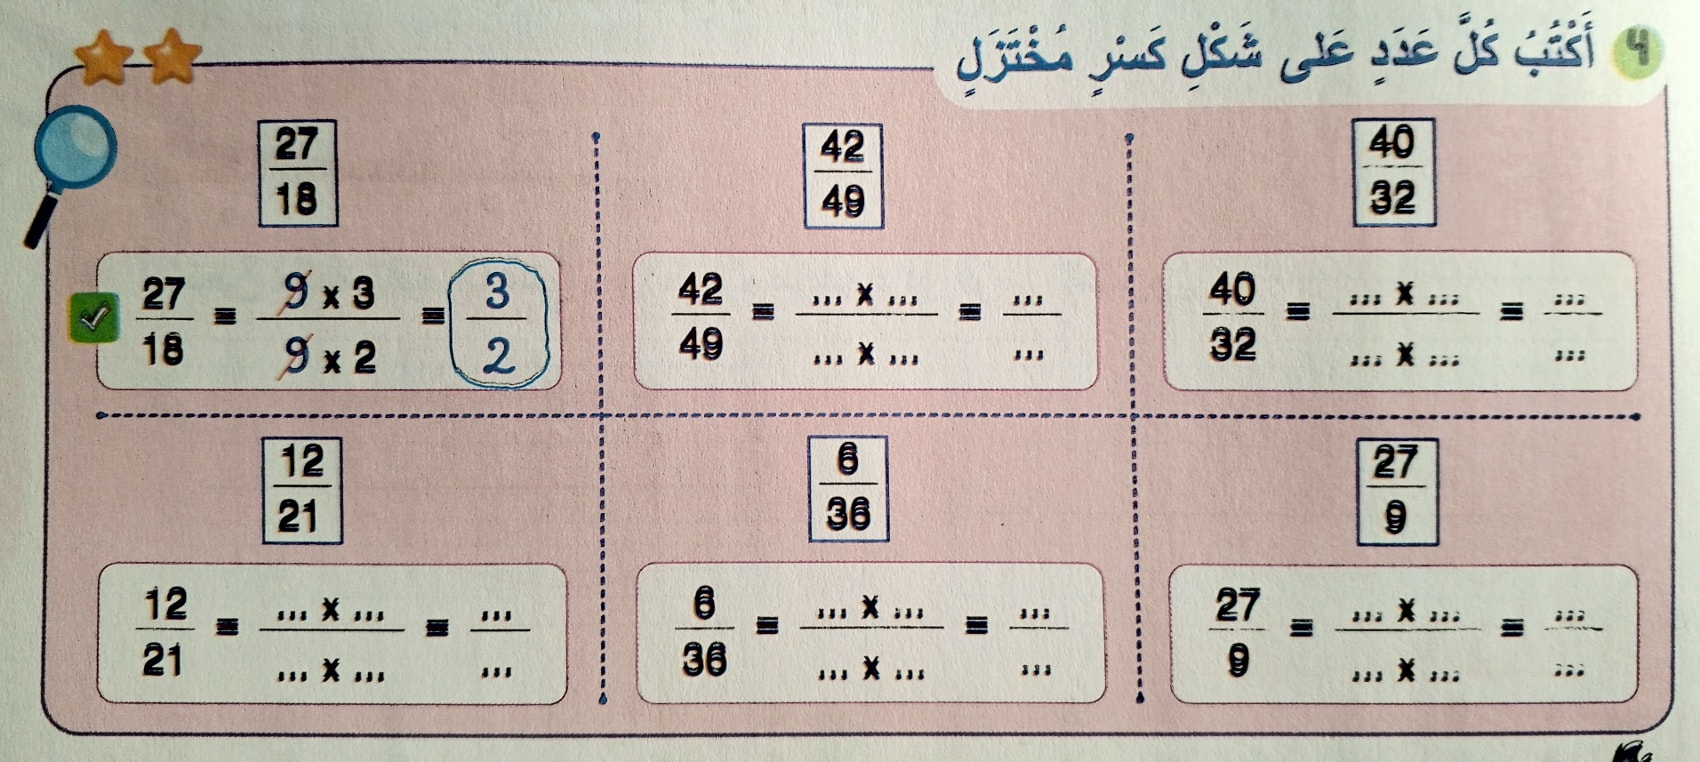 4 أَكْتُبُ كُلَّ عَدَدٍ عَلى شَكْلِ كَسْرٍ مُخْتَزَلٍ
27/18
42/49
40/32
27/18 = 9 x 3 / 9 x 2 = 3/2
42/49 = ... x ... / ... x ... = .../...
40/32 = ... x ... / ... x ... = .../...
12/21
6/36
27/9
12/21 = ... x ... / ... x ... = .../...
6/36 = ... x ... / ... x ... = .../...
27/9 = ... x ... / ... x ... = .../...